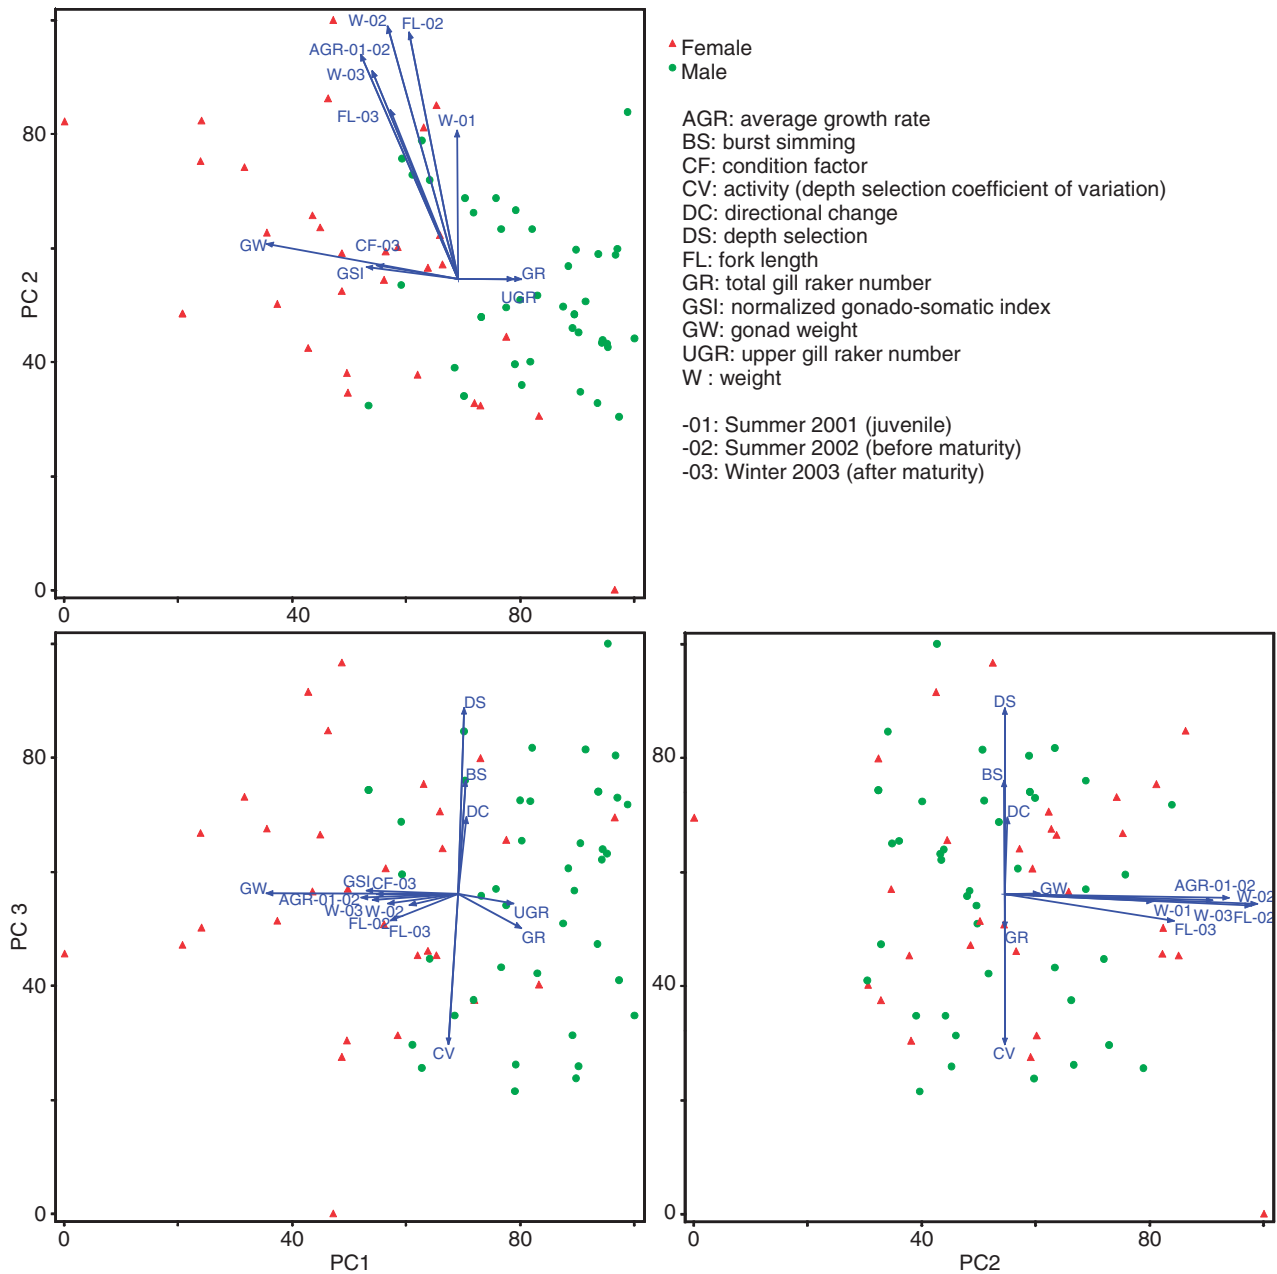 W-02
FL-02
AGR-01-02
W-03
FL-03
W-01
GW
CF-03
GSI
GR
UGR
PC 2
80
40
0
0
40
80
Female
Male
AGR: average growth rate
BS: burst simming
CF: condition factor
CV: activity (depth selection coefficient of variation)
DC: directional change
DS: depth selection
FL: fork length
GR: total gill raker number
GSI: normalized gonado-somatic index
GW: gonad weight
UGR: upper gill raker number
W : weight
-01: Summer 2001 (juvenile)
-02: Summer 2002 (before maturity)
-03: Winter 2003 (after maturity)
DS
BS
DC
GSI
CF-03
GW
AGR-01-02
W-03
W-02
FL-02
FL-03
UGR
GR
CV
PC 3
80
40
0
0
40
80
PC1
DS
BS
DC
GW
AGR-01-02
W-02
W-01
W-03
FL-02
FL-03
GR
CV
80
40
0
0
40
80
PC2